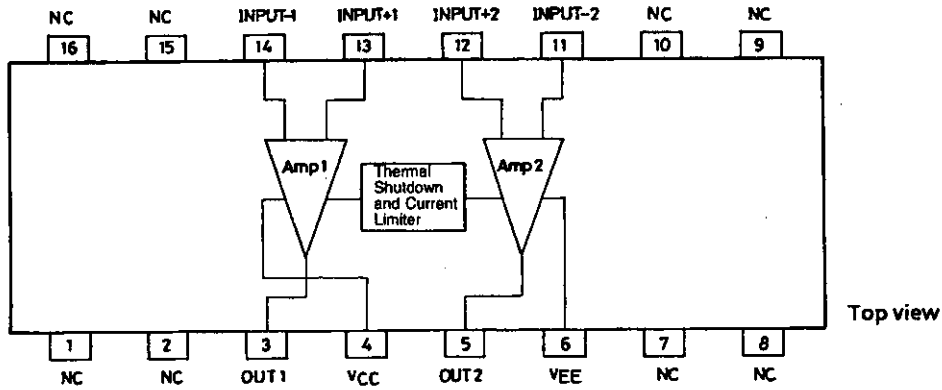 NC NC INPUT-1 INPUT+1 INPUT+2 INPUT-2 NC NC
16 15 14 13 12 11 10 9
Amp1 Amp2
Thermal
Shutdown
and Current
Limiter
Top view
1 2 3 4 5 6 7 8
NC NC OUT1 VCC OUT2 VEE NC NC